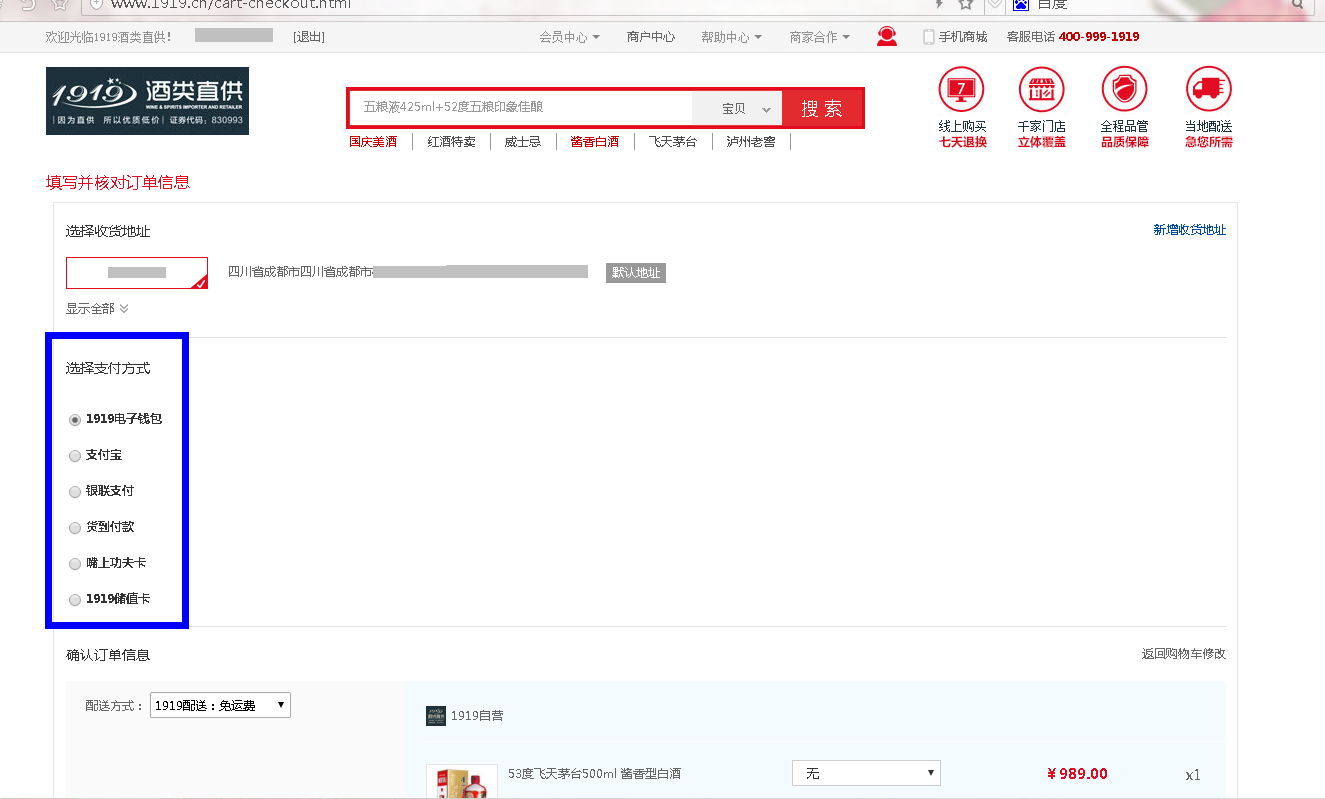 www.1919.cn/cart-checkout.html
百度
欢迎光临1919酒类直供！ [退出] 会员中心 商户中心 帮助中心 商家合作 手机商城 客服电话 400-999-1919
1919 酒类直供
WINE & SPIRITS IMPORTER AND RETAILER
因为直供 所以优质低价 证券代码：830993
五粮液425ml+52度五粮印象佳酿 宝贝 搜 索
国庆美酒 红酒特卖 威士忌 酱香白酒 飞天茅台 泸州老窖
线上购买 千家门店 全程品管 当地配送
七天退换 立体覆盖 品质保障 急您所需
填写并核对订单信息
选择收货地址 新增收货地址
四川省成都市四川省成都市 默认地址
显示全部
选择支付方式
1919电子钱包
支付宝
银联支付
货到付款
嘴上功夫卡
1919储值卡
确认订单信息 返回购物车修改
配送方式： 1919配送：免运费
1919自营
53度飞天茅台500ml 酱香型白酒 无 ¥989.00 x1